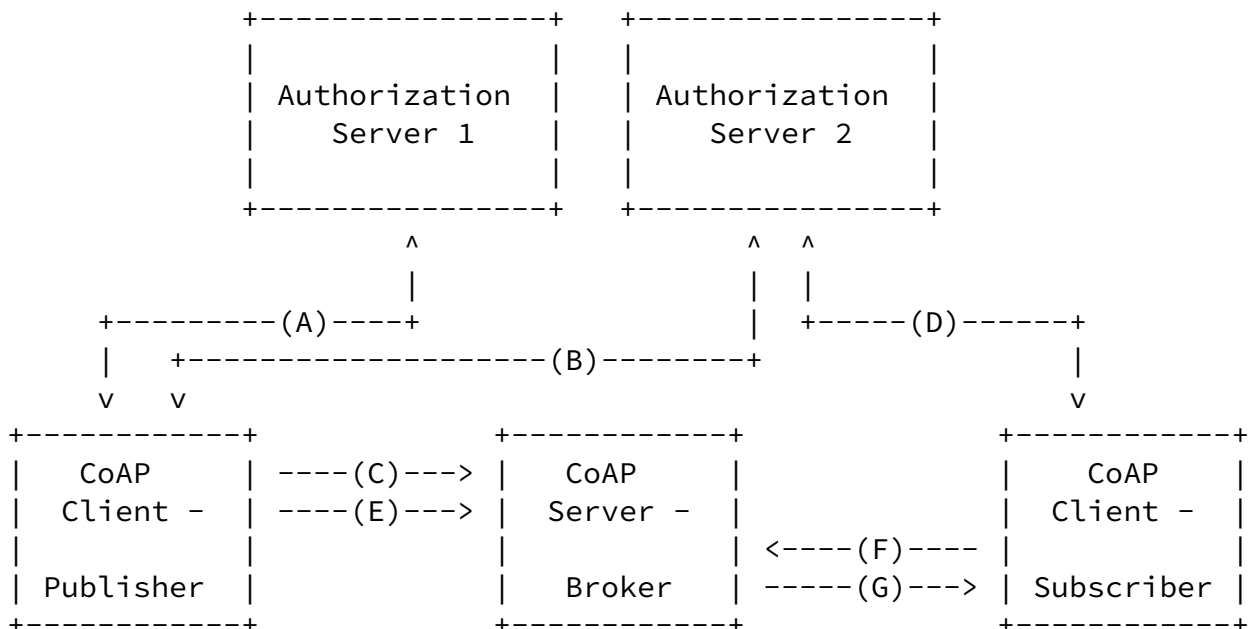 Authorization Authorization
Server 1 Server 2
(A) (D)
(B)
CoAP (C) CoAP CoAP
Client - (E) Server - Client -
(F)
Publisher Broker (G) Subscriber